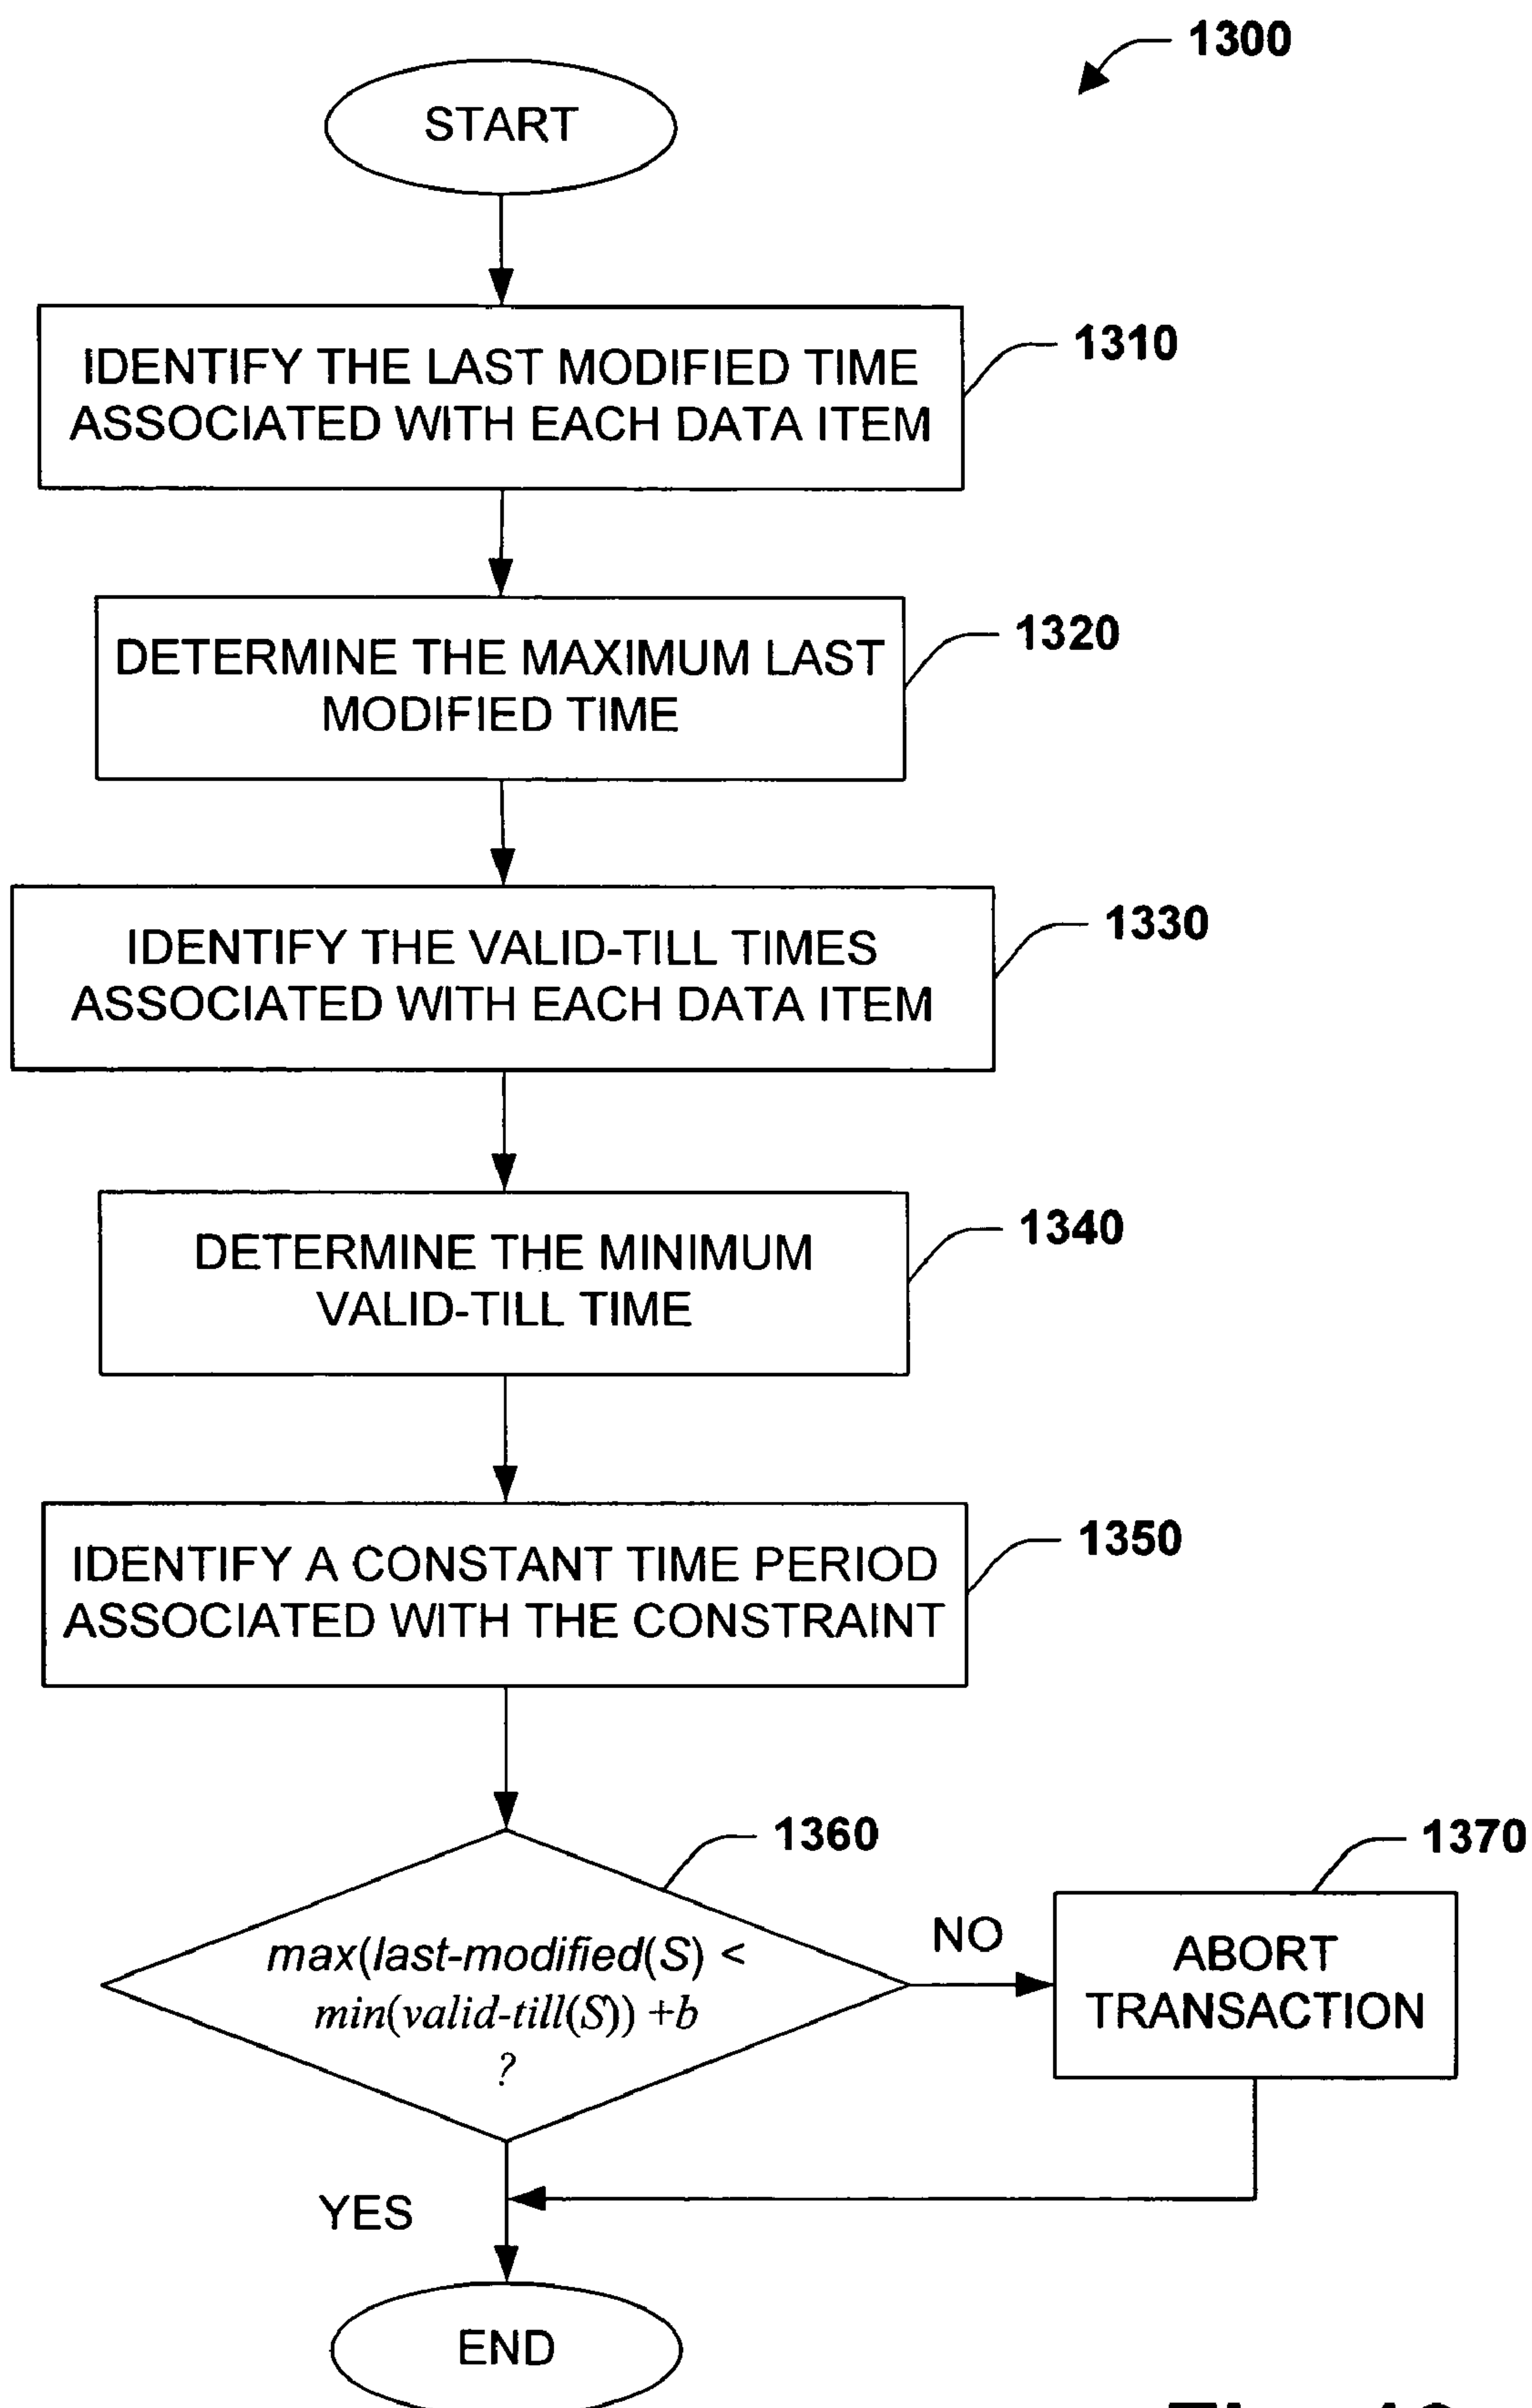 1300
START
IDENTIFY THE LAST MODIFIED TIME
ASSOCIATED WITH EACH DATA ITEM
1310
DETERMINE THE MAXIMUM LAST
MODIFIED TIME
1320
IDENTIFY THE VALID-TILL TIMES
ASSOCIATED WITH EACH DATA ITEM
1330
DETERMINE THE MINIMUM
VALID-TILL TIME
1340
IDENTIFY A CONSTANT TIME PERIOD
ASSOCIATED WITH THE CONSTRAINT
1350
1360
max(last-modified(S) <
min(valid-till(S)) +b
?
NO
1370
ABORT
TRANSACTION
YES
END